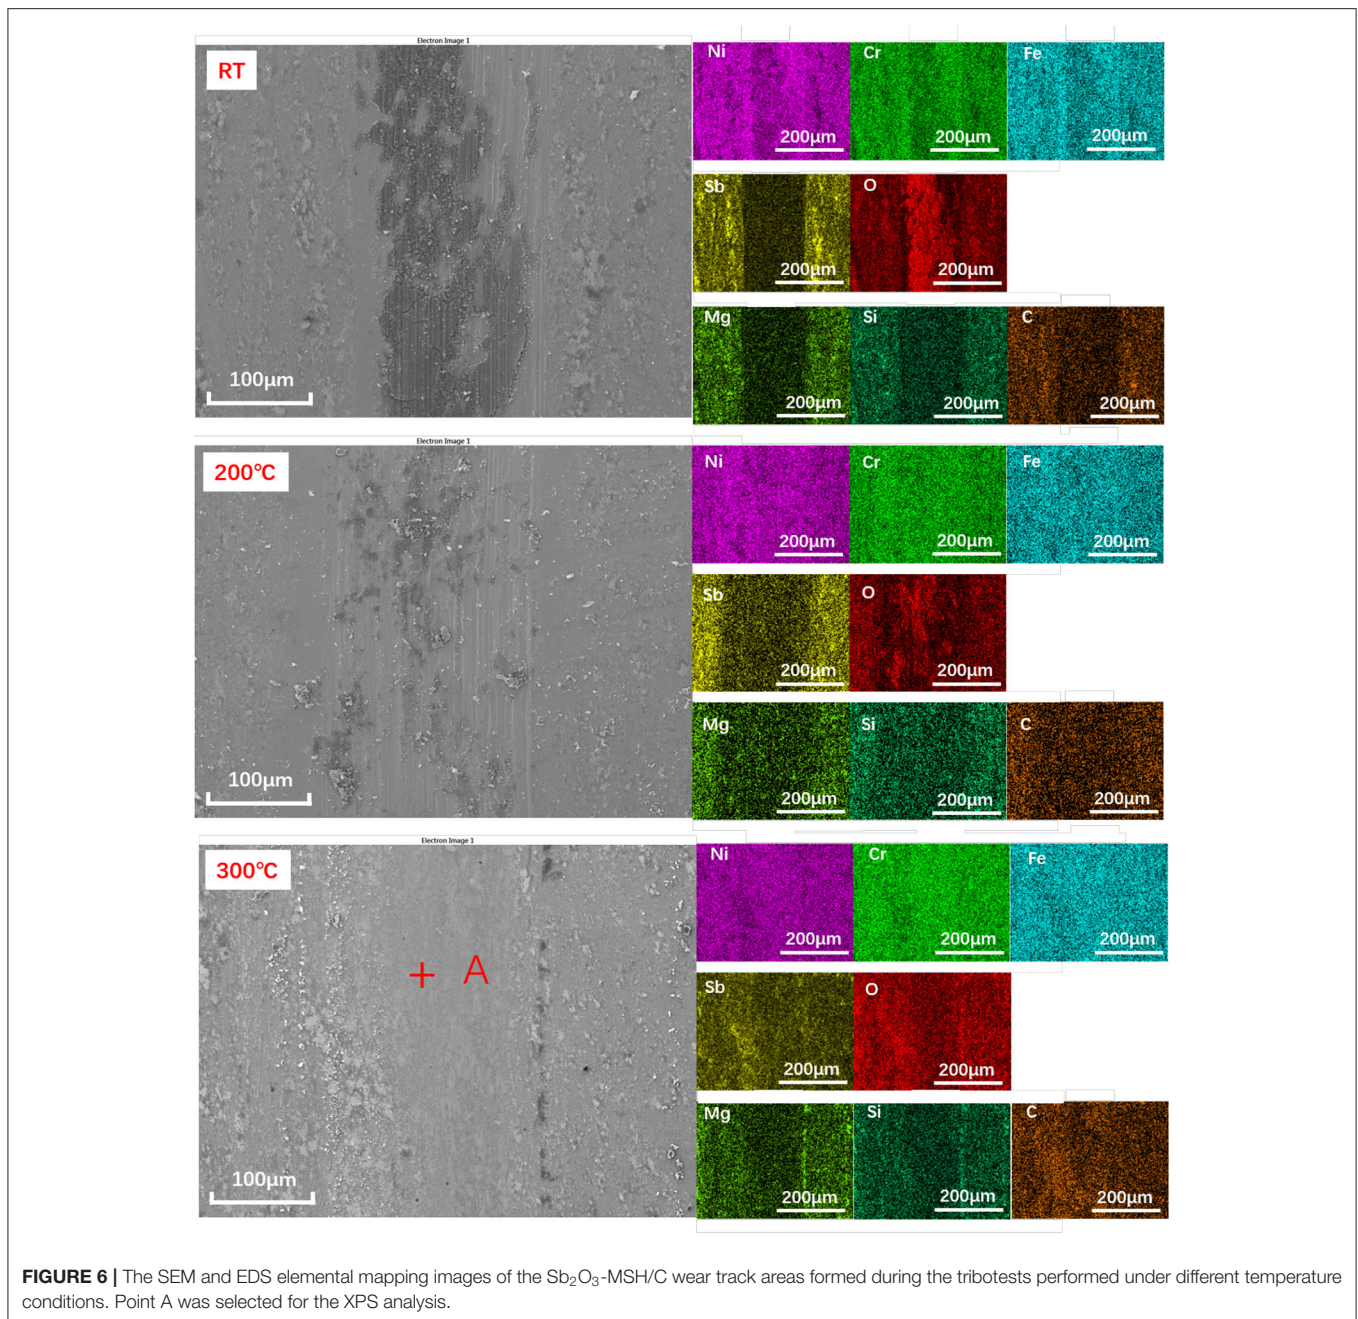 Electron Image 1
RT
100μm
Ni
200μm
Cr
200μm
Fe
200μm
Sb
200μm
O
200μm
Mg
200μm
Si
200μm
C
200μm
Electron Image 1
200℃
100μm
Ni
200μm
Cr
200μm
Fe
200μm
Sb
200μm
O
200μm
Mg
200μm
Si
200μm
C
200μm
Electron Image 1
300℃
A
100μm
Ni
200μm
Cr
200μm
Fe
200μm
Sb
200μm
O
200μm
Mg
200μm
Si
200μm
C
200μm
FIGURE 6 | The SEM and EDS elemental mapping images of the Sb₂O₃-MSH/C wear track areas formed during the tribotests performed under different temperature
conditions. Point A was selected for the XPS analysis.